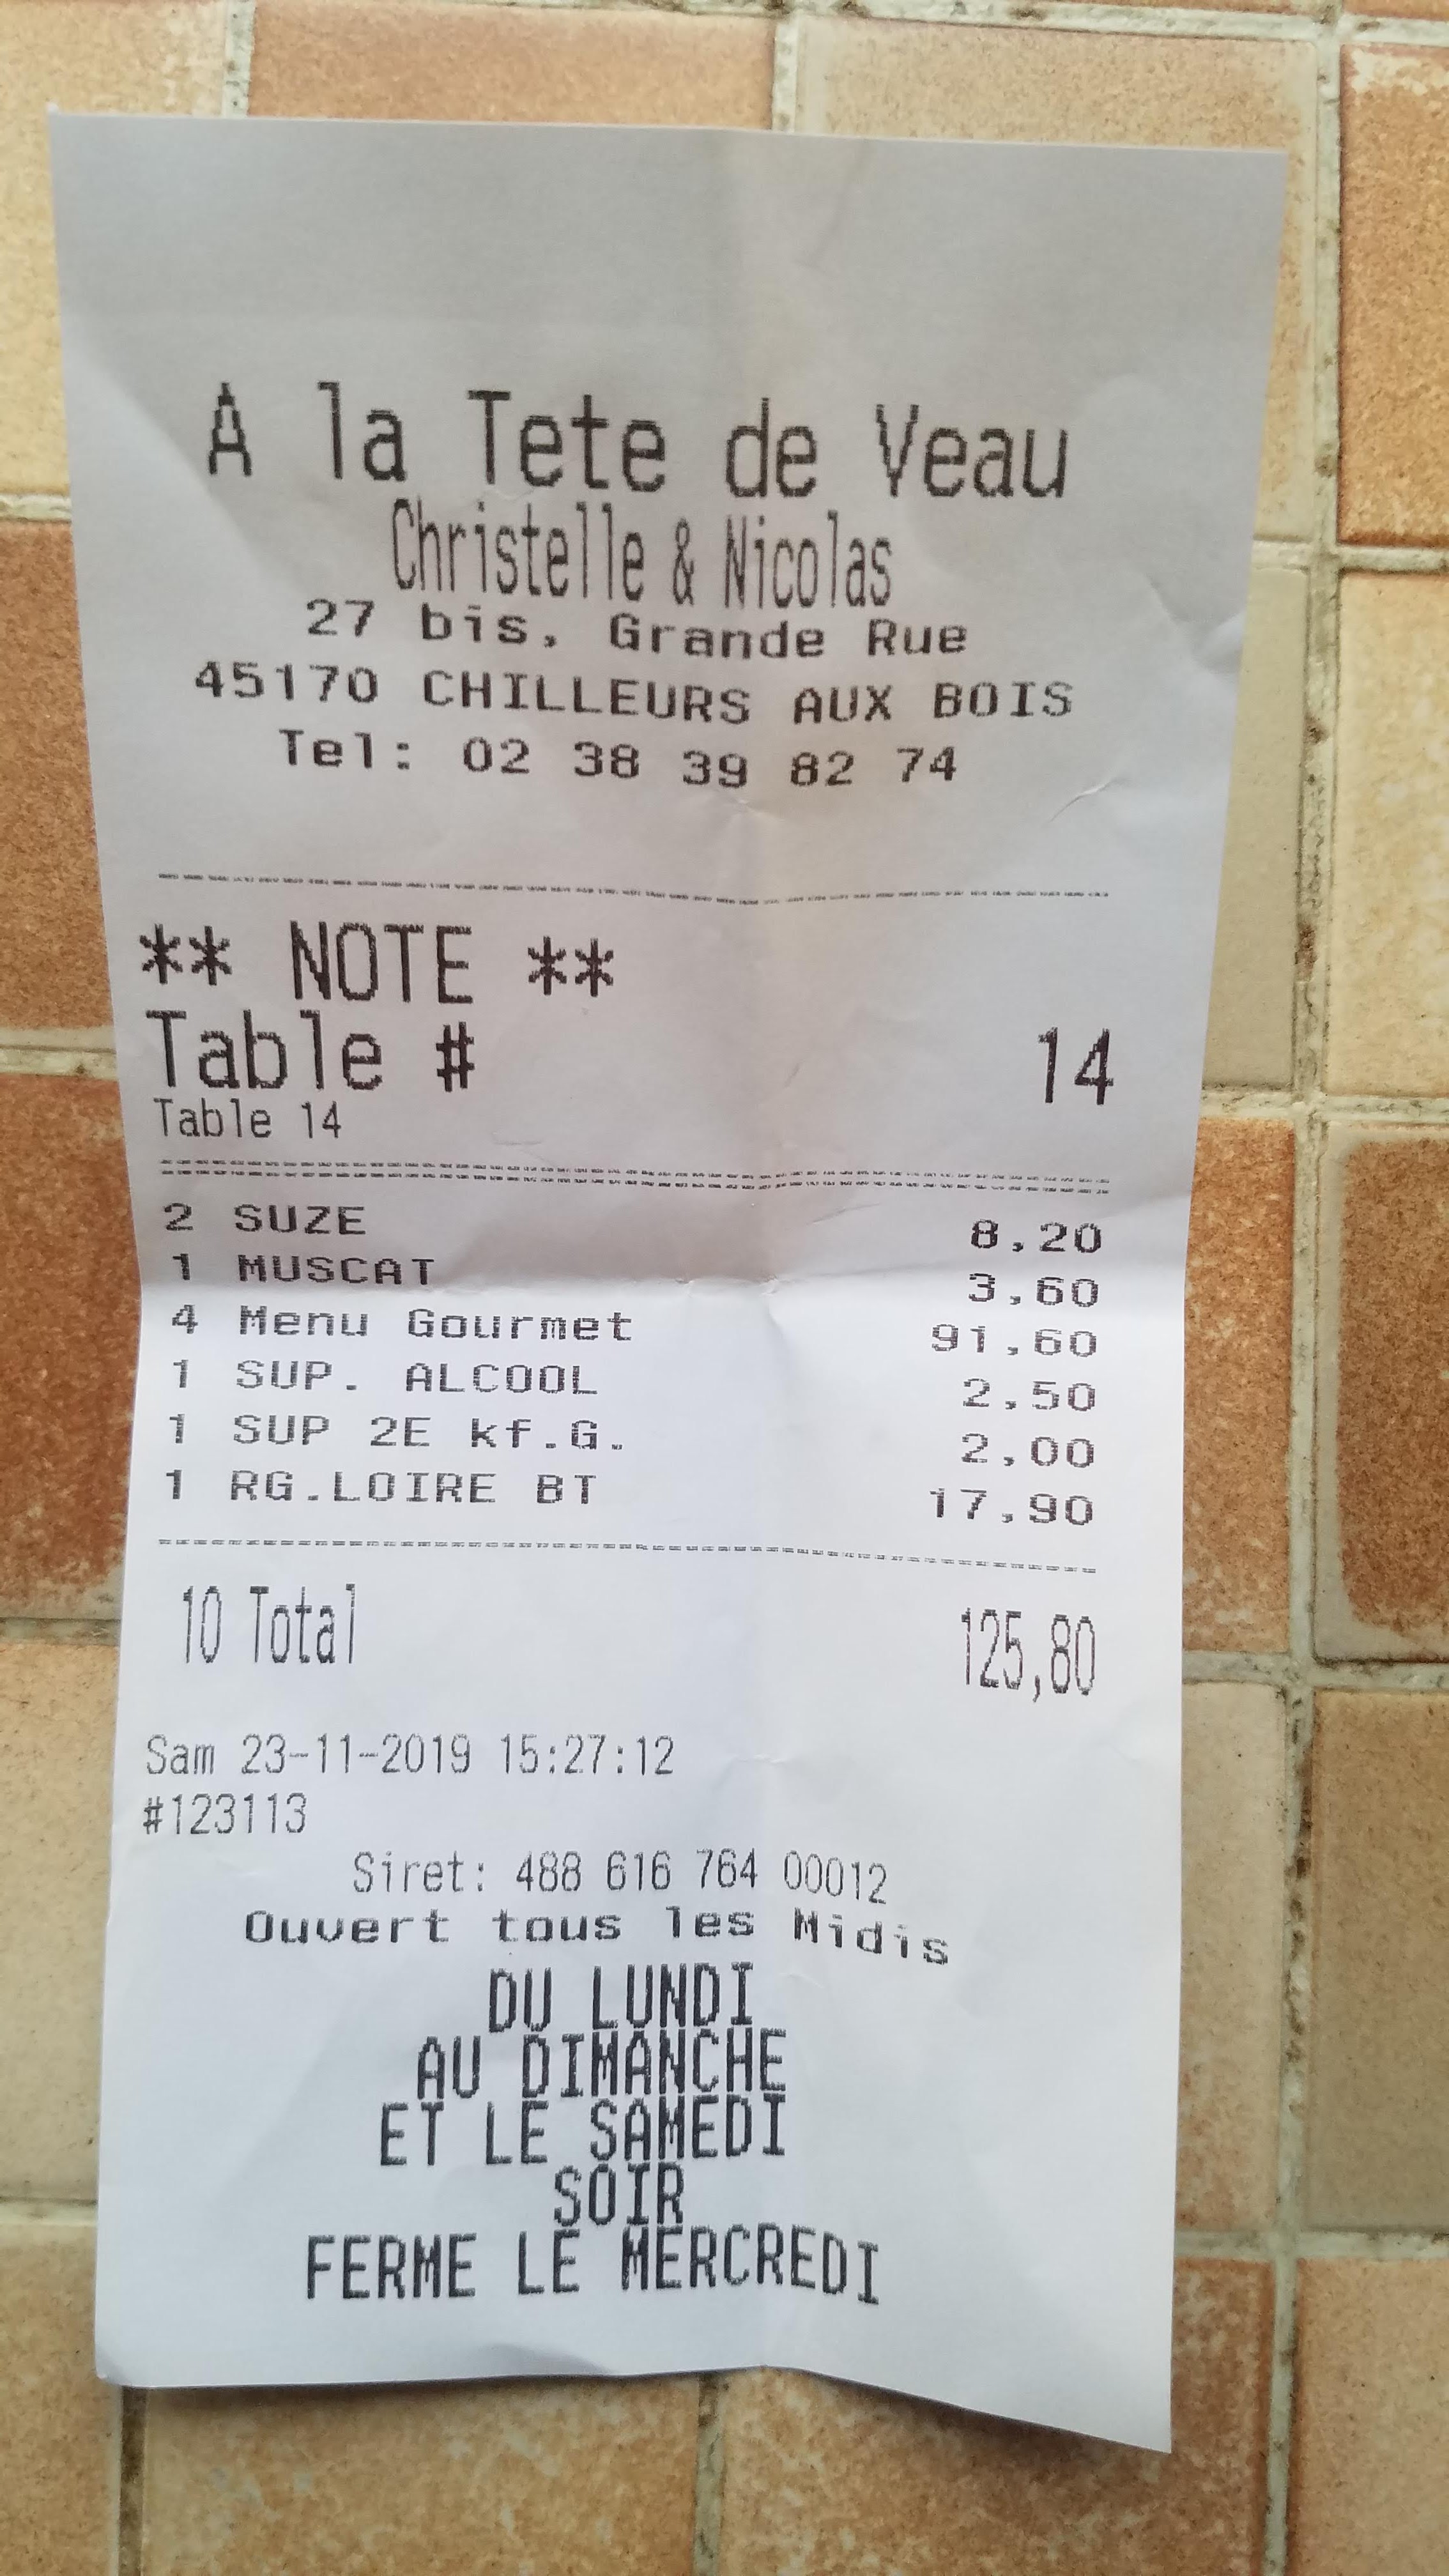 A la Tete de Veau
Christelle & Nicolas
27 bis, Grande Rue
45170 CHILLEURS AUX BOIS
Tel: 02 38 39 82 74
** NOTE **
Table # 14
Table 14
2 SUZE 8,20
1 MUSCAT 3,60
4 Menu Gourmet 91,60
1 SUP. ALCOOL 2,50
1 SUP 2E kf.G. 2,00
1 RG.LOIRE BT 17,90
10 Total 125,80
Sam 23-11-2019 15:27:12
#123113
Siret: 488 616 764 00012
Ouvert tous les Midis
DU LUNDI
AU DIMANCHE
ET LE SAMEDI
SOIR
FERME LE MERCREDI